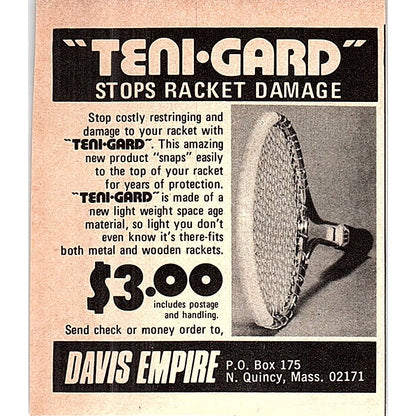 "TENI•GARD"
STOPS RACKET DAMAGE
Stop costly restringing and
damage to your racket with
"TENI-GARD". This amazing
new product "snaps" easily
to the top of your racket
for years of protection.
"TENI-GARD" is made of a
new light weight space age
material, so light you don't
even know it's there-fits
both metal and wooden rackets.
$3.00
includes postage
and handling.
Send check or money order to,
DAVIS EMPIRE P.O. Box 175
N. Quincy, Mass. 02171